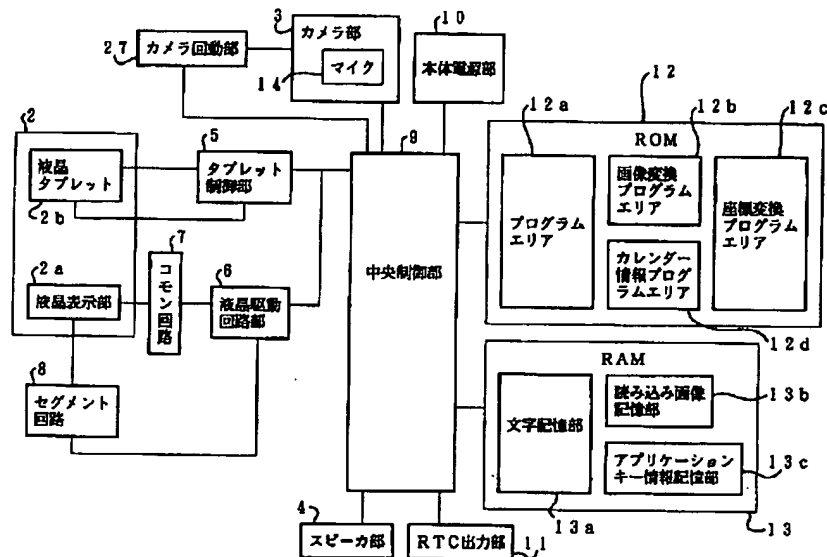 3
カメラ部
マイク
14
27
カメラ回動部
10
本体電源部
12
12a
12b
12c
ROM
プログラム
エリア
画像変換
プログラム
エリア
カレンダー
情報プログ
ラムエリア
12d
座標変換
プログラム
エリア
2
液晶
タブレット
2b
5
タブレット
制御部
9
中央制御部
7
コモン回路
6
液晶駆動
回路部
2a
液晶表示部
8
セグメント
回路
RAM
文字記憶部
13a
読み込み画像
記憶部
13b
アプリケーション
キー情報記憶部
13c
13
4
スピーカ部
RTC出力部
11